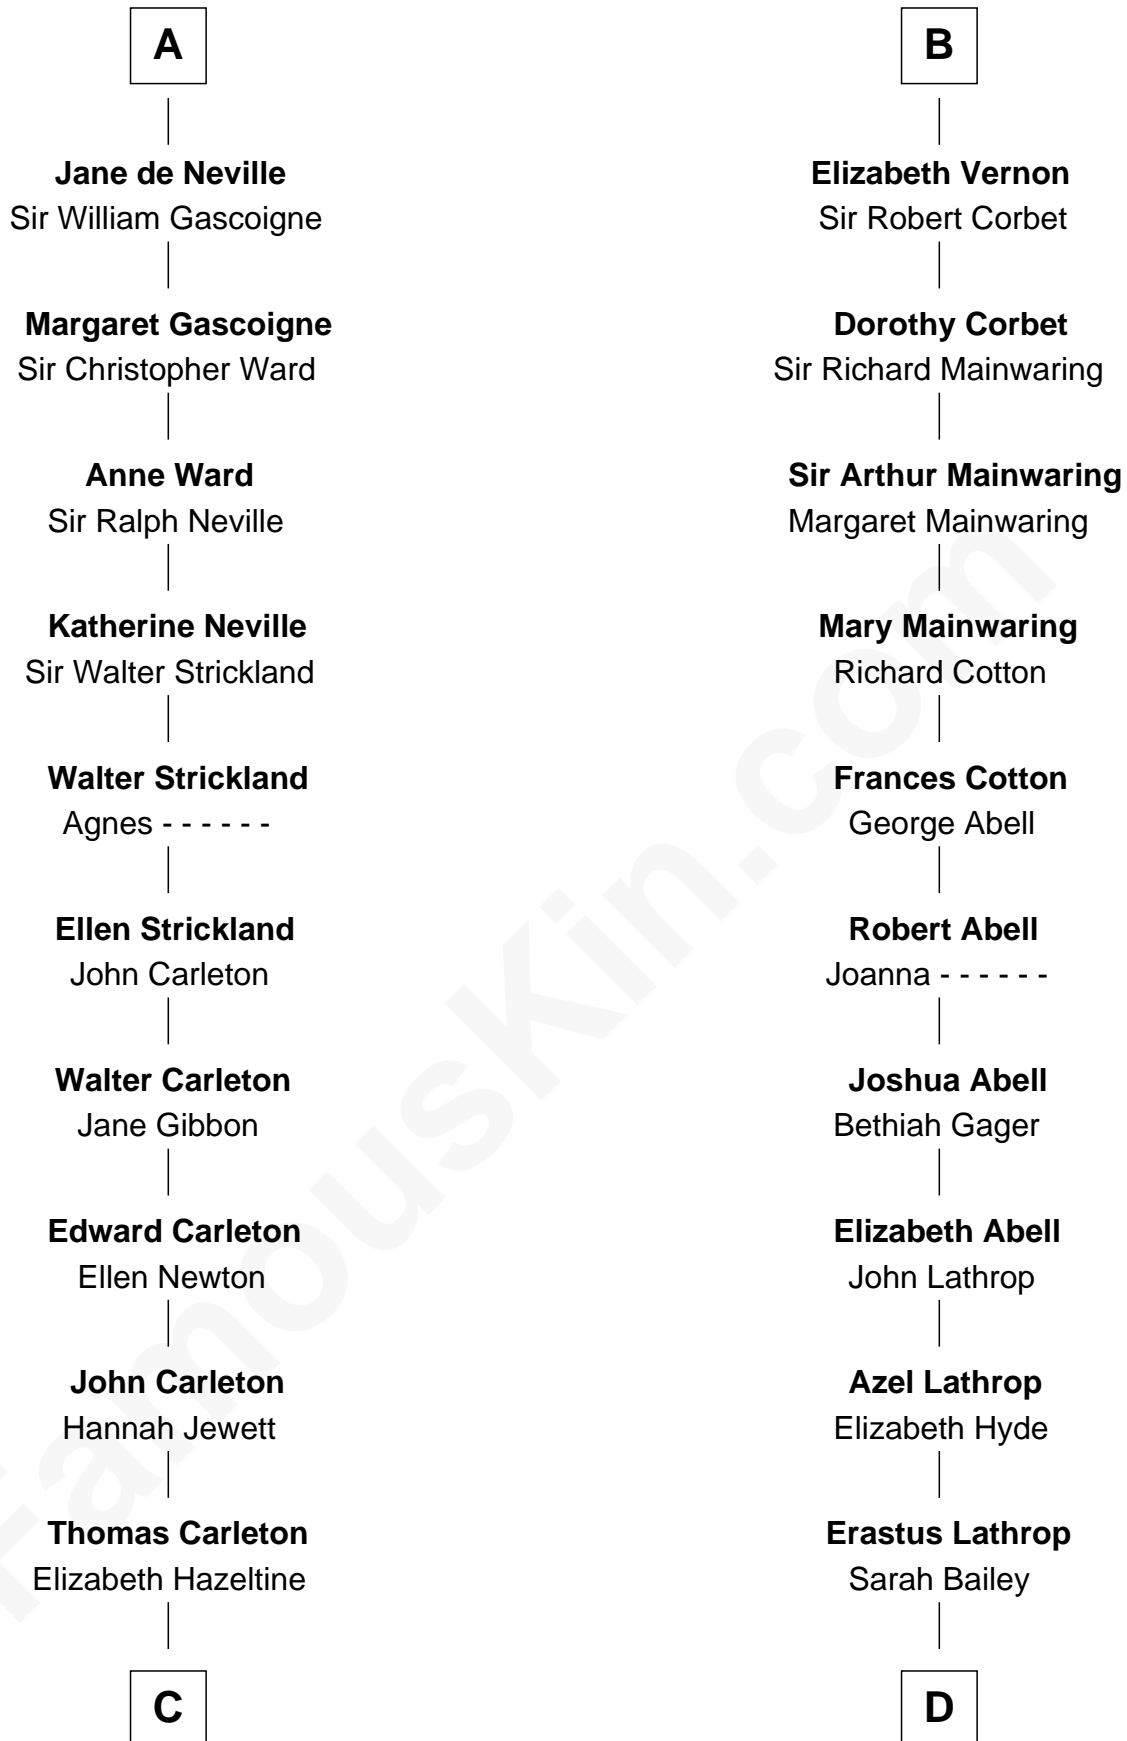 A
Jane de Neville
Sir William Gascoigne
Margaret Gascoigne
Sir Christopher Ward
Anne Ward
Sir Ralph Neville
Katherine Neville
Sir Walter Strickland
Walter Strickland
Agnes - - - - - -
Ellen Strickland
John Carleton
Walter Carleton
Jane Gibbon
Edward Carleton
Ellen Newton
John Carleton
Hannah Jewett
Thomas Carleton
Elizabeth Hazeltine
C
B
Elizabeth Vernon
Sir Robert Corbet
Dorothy Corbet
Sir Richard Mainwaring
Sir Arthur Mainwaring
Margaret Mainwaring
Mary Mainwaring
Richard Cotton
Frances Cotton
George Abell
Robert Abell
Joanna - - - - - -
Joshua Abell
Bethiah Gager
Elizabeth Abell
John Lathrop
Azel Lathrop
Elizabeth Hyde
Erastus Lathrop
Sarah Bailey
D
FamousKin.com